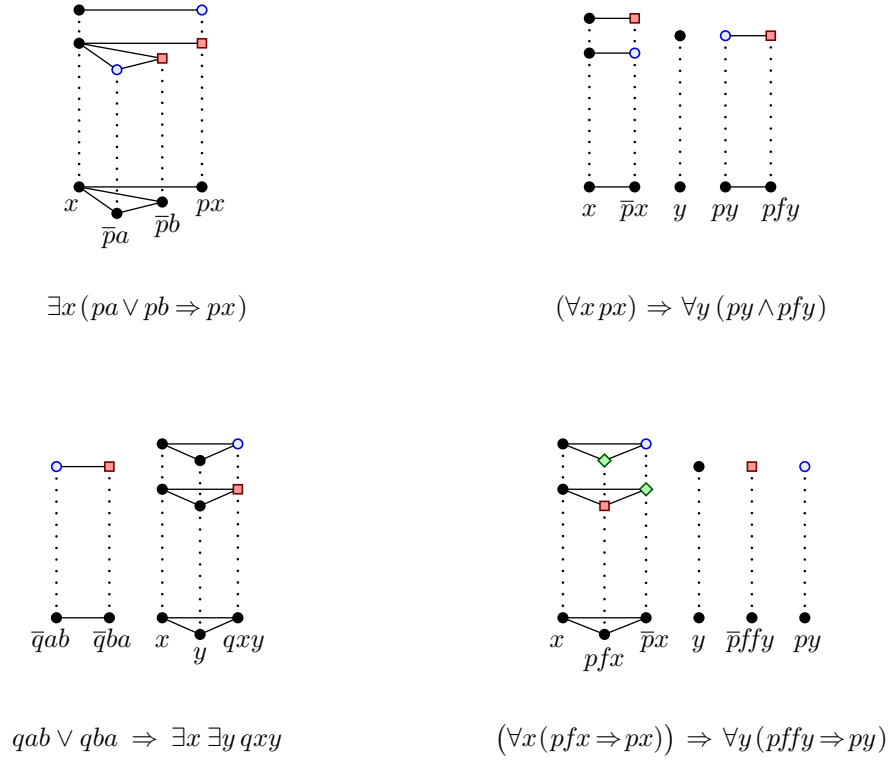 x p̅a p̅b px
∃x (pa ∨ pb ⇒ px)
x p̅x y py pfy
(∀x px) ⇒ ∀y (py ∧ pfy)
q̅ab q̅ba x y qxy
qab ∨ qba ⇒ ∃x ∃y qxy
x pfx p̅x y p̅ffy py
(∀x(pfx ⇒ px)) ⇒ ∀y (pffy ⇒ py)